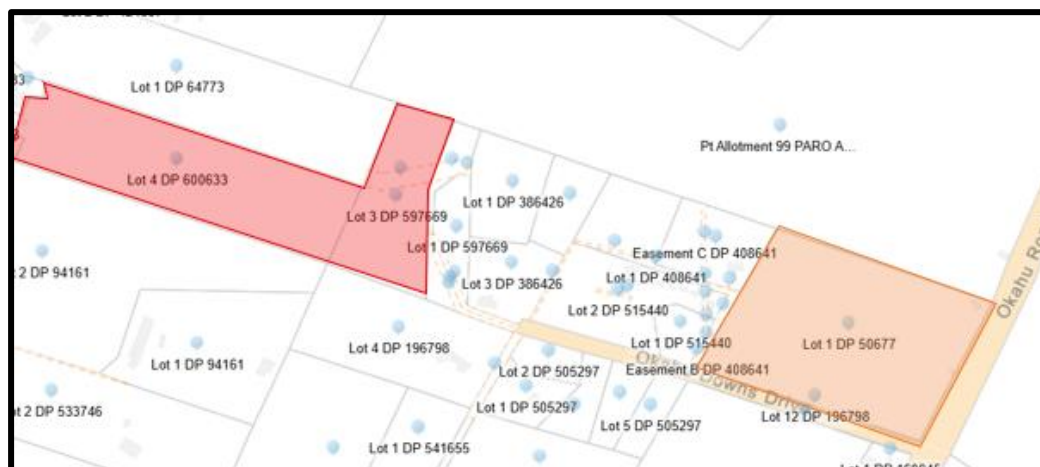 Lot 1 DP 64773
Pt Allotment 99 PARO A...
Lot 4 DP 600633
Lot 1 DP 386426
Lot 3 DP 597669
Lot 1 DP 597669
Easement C DP 408641
2 DP 94161
Lot 1 DP 408641
Lot 3 DP 386426
Okahu Ro
Lot 2 DP 515440
Lot 1 DP 50677
Lot 1 DP 94161
Lot 4 DP 196798
Lot 1 DP 515440
Lot 2 DP 505297
Easement B DP 408641
Okahu Downs Drive
Lot 2 DP 533746
Lot 1 DP 505297
Lot 12 DP 196798
Lot 5 DP 505297
Lot 1 DP 541655